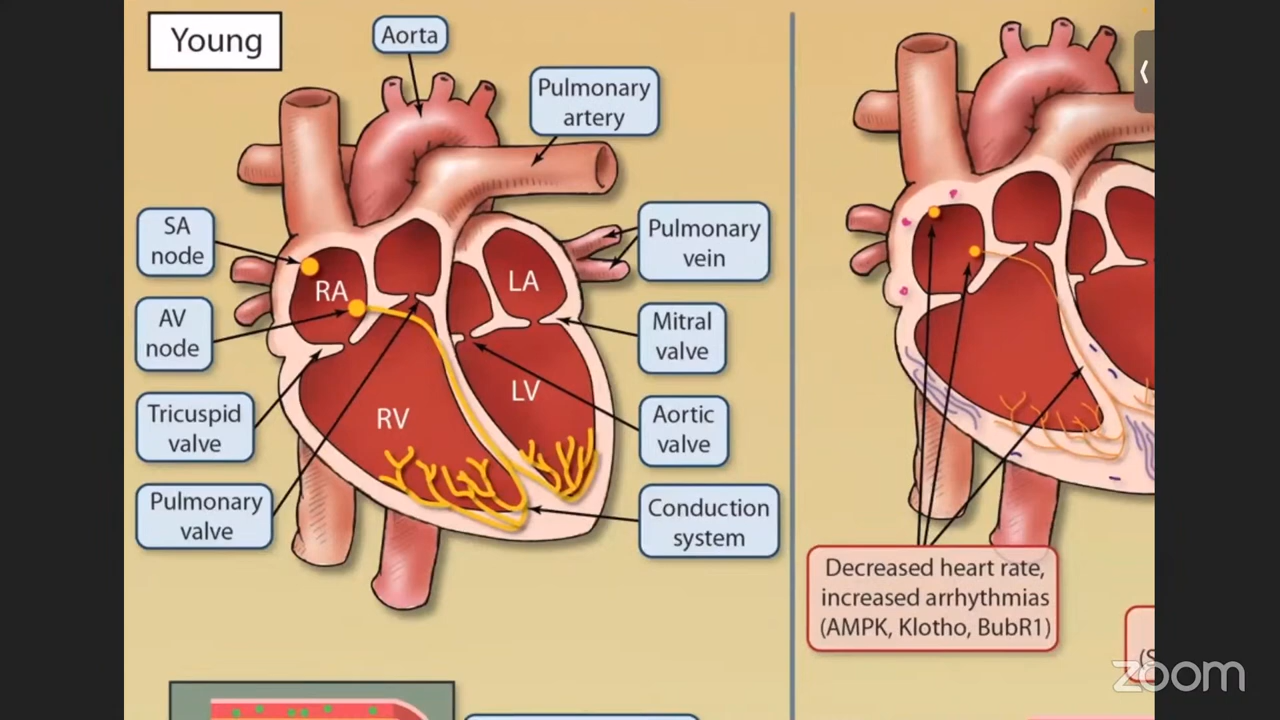 Young
Aorta
Pulmonary
artery
SA
node
Pulmonary
vein
RA
LA
AV
node
Mitral
valve
LV
RV
Tricuspid
valve
Aortic
valve
Pulmonary
valve
Conduction
system
Decreased heart rate,
increased arrhythmias
(AMPK, Klotho, BubR1)
zoom